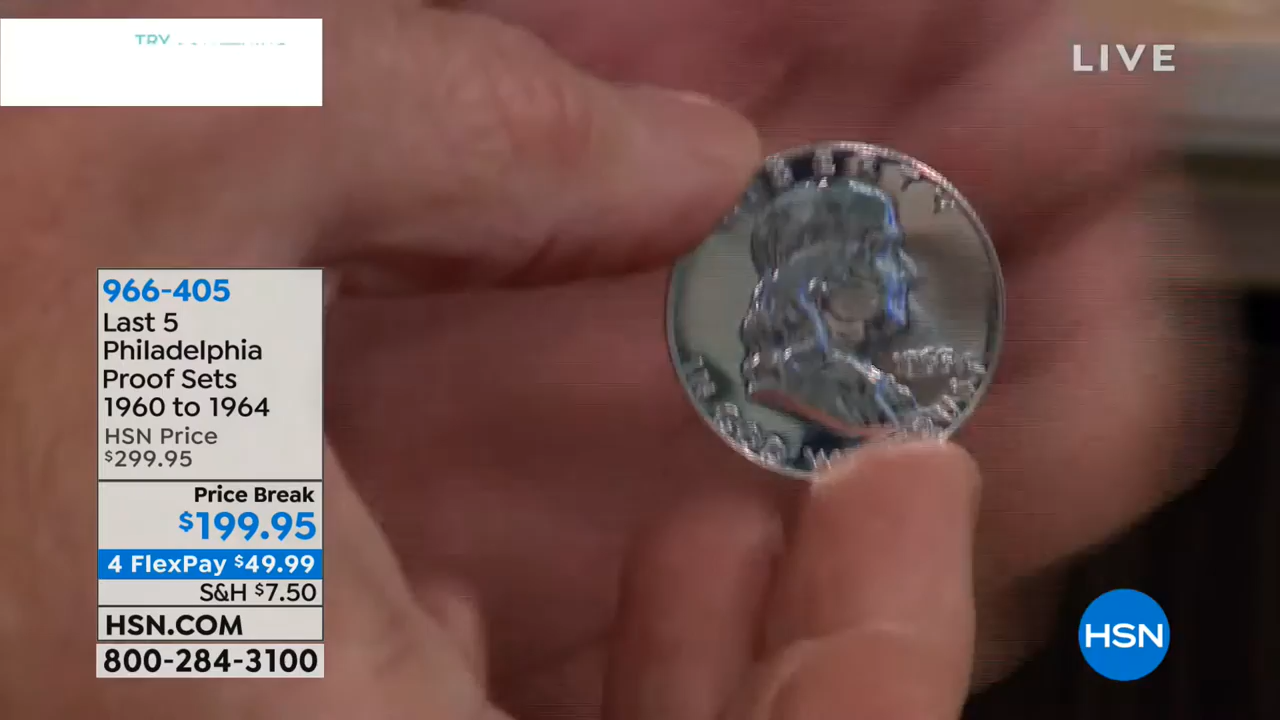 TRY
LIVE
966-405
Last 5
Philadelphia
Proof Sets
1960 to 1964
HSN Price
$299.95
Price Break
$199.95
4 FlexPay $49.99
S&H $7.50
HSN.COM
800-284-3100
HSN